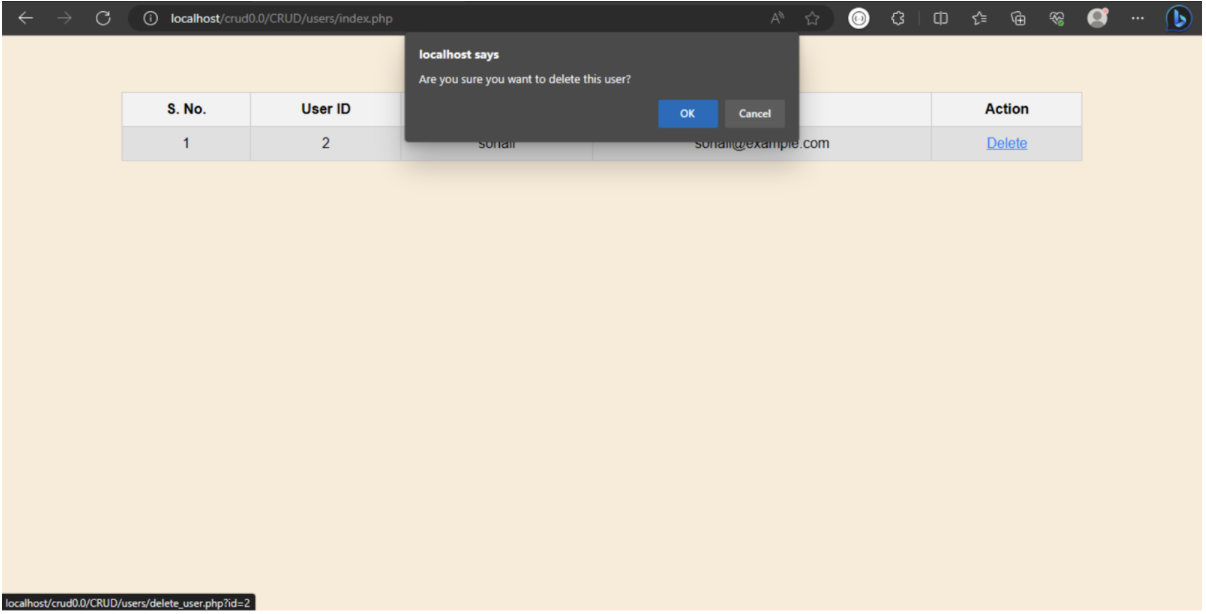 localhost/crud0.0/CRUD/users/index.php
localhost says
Are you sure you want to delete this user?
OK Cancel
S. No. User ID Action
1 2 sonali sonali@example.com Delete
localhost/crud0.0/CRUD/users/delete_user.php?id=2